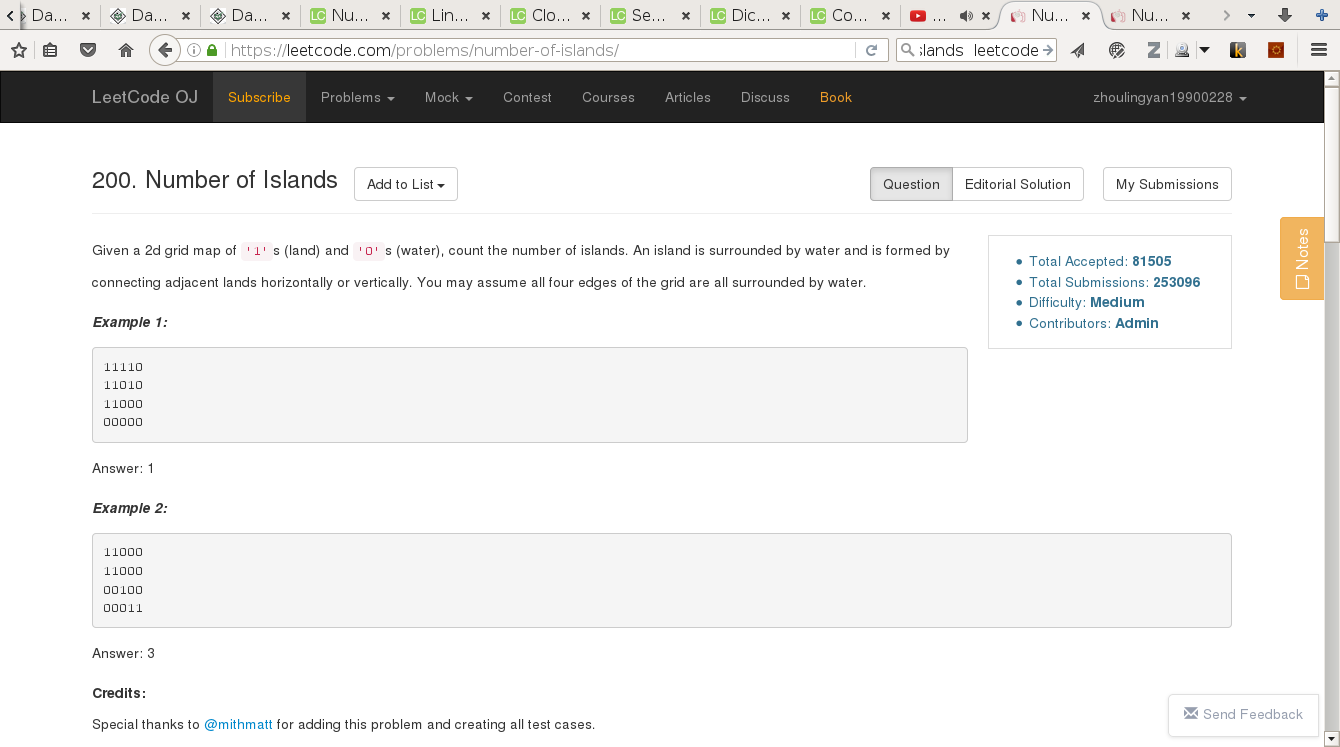 Da... Da... Da... Nu... Lin... Clo... Se... Dic... Co... ... Nu... Nu...
https://leetcode.com/problems/number-of-islands/ slands leetcode
LeetCode OJ Subscribe Problems Mock Contest Courses Articles Discuss Book zhoulingyan19900228
200. Number of Islands Add to List Question Editorial Solution My Submissions
Given a 2d grid map of '1's (land) and '0's (water), count the number of islands. An island is surrounded by water and is formed by
connecting adjacent lands horizontally or vertically. You may assume all four edges of the grid are all surrounded by water.
Total Accepted: 81505
Total Submissions: 253096
Difficulty: Medium
Contributors: Admin
Notes
Example 1:
11110
11010
11000
00000
Answer: 1
Example 2:
11000
11000
00100
00011
Answer: 3
Credits:
Special thanks to @mithmatt for adding this problem and creating all test cases.
Send Feedback